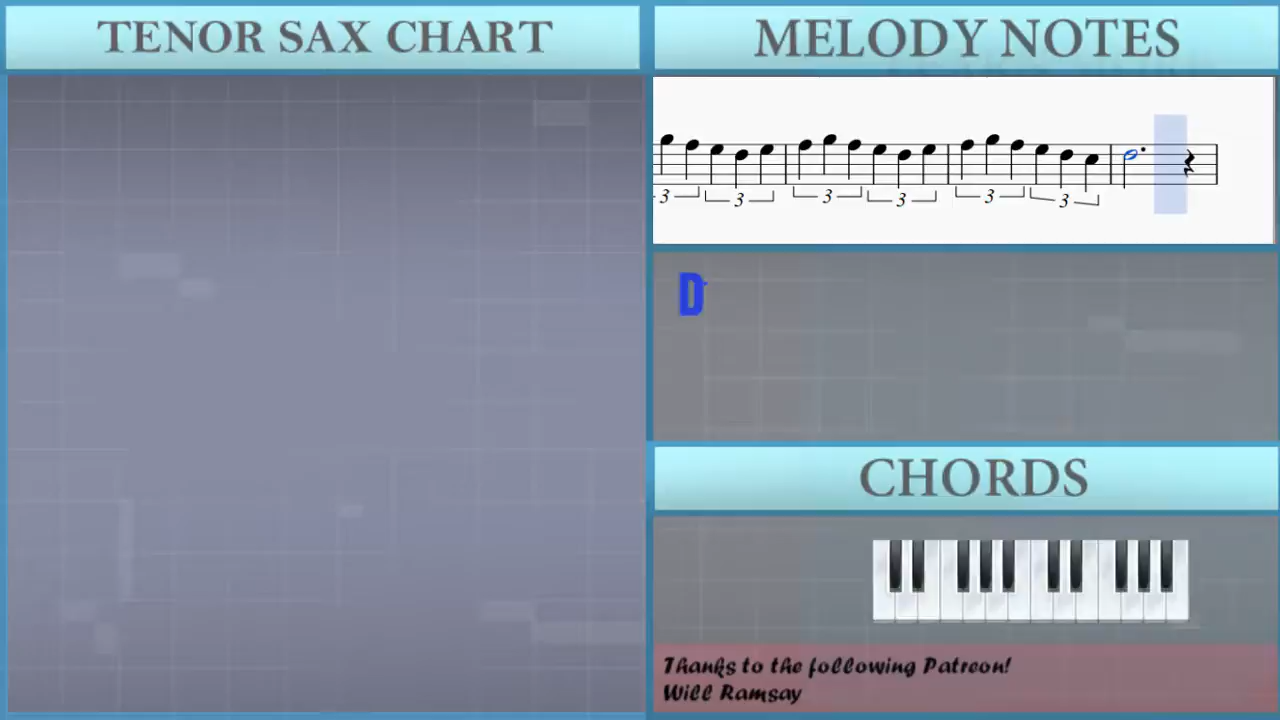 TENOR SAX CHART
MELODY NOTES
3 3 3 3 3 3
D
CHORDS
Thanks to the following Patreon!
Will Ramsay